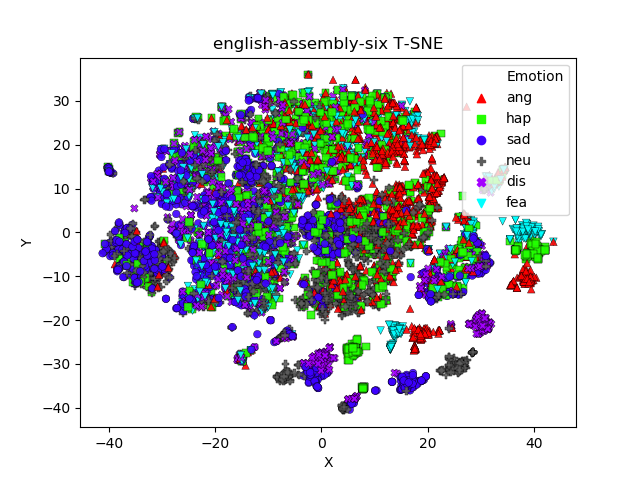 english-assembly-six T-SNE
Emotion
ang
hap
sad
neu
dis
fea
30
20
10
0
−10
−20
−30
−40
Y
−40
−20
0
20
40
X